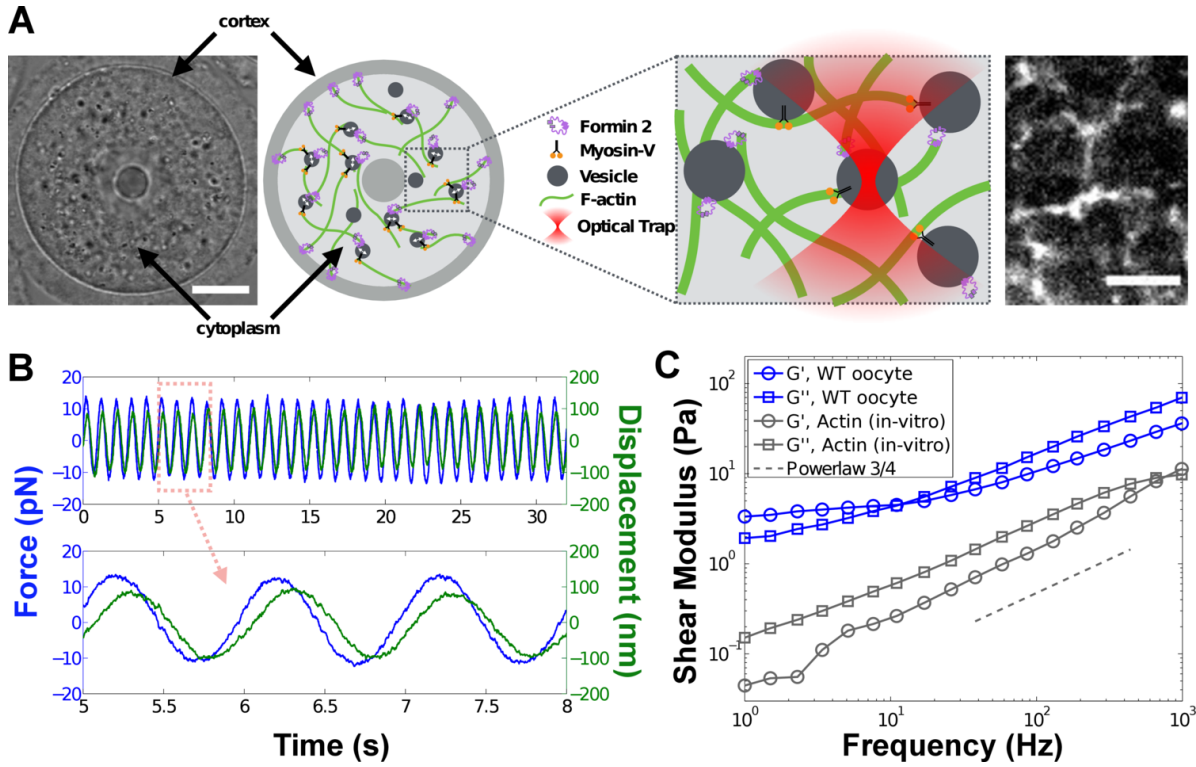 A
cortex
cytoplasm
Formin 2
Myosin-V
Vesicle
F-actin
Optical Trap
B
Force (pN)
20
10
0
−10
−20
0
5
10
15
20
25
30
200
100
0
−100
−200
Displacement (nm)
20
10
0
−10
−20
5
5.5
6
6.5
7
7.5
8
200
100
0
−100
−200
Time (s)
C
Shear Modulus (Pa)
10²
10¹
10⁰
10⁻¹
G', WT oocyte
G'', WT oocyte
G', Actin (in-vitro)
G'', Actin (in-vitro)
Powerlaw 3/4
10⁰
10¹
10²
10³
Frequency (Hz)